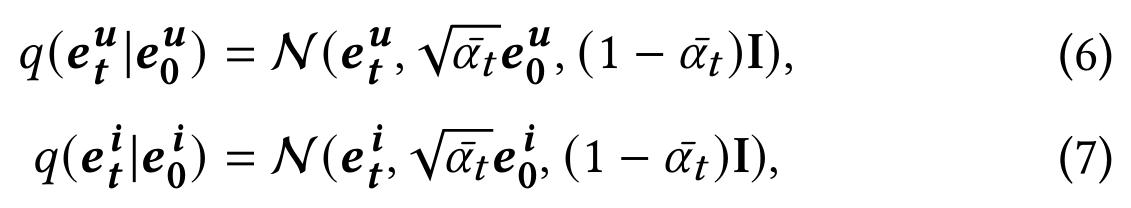 q(e_t^u|e_0^u) = 𝒩(e_t^u, √ᾱ_t e_0^u, (1 − ᾱ_t)I), (6)
q(e_t^i|e_0^i) = 𝒩(e_t^i, √ᾱ_t e_0^i, (1 − ᾱ_t)I), (7)